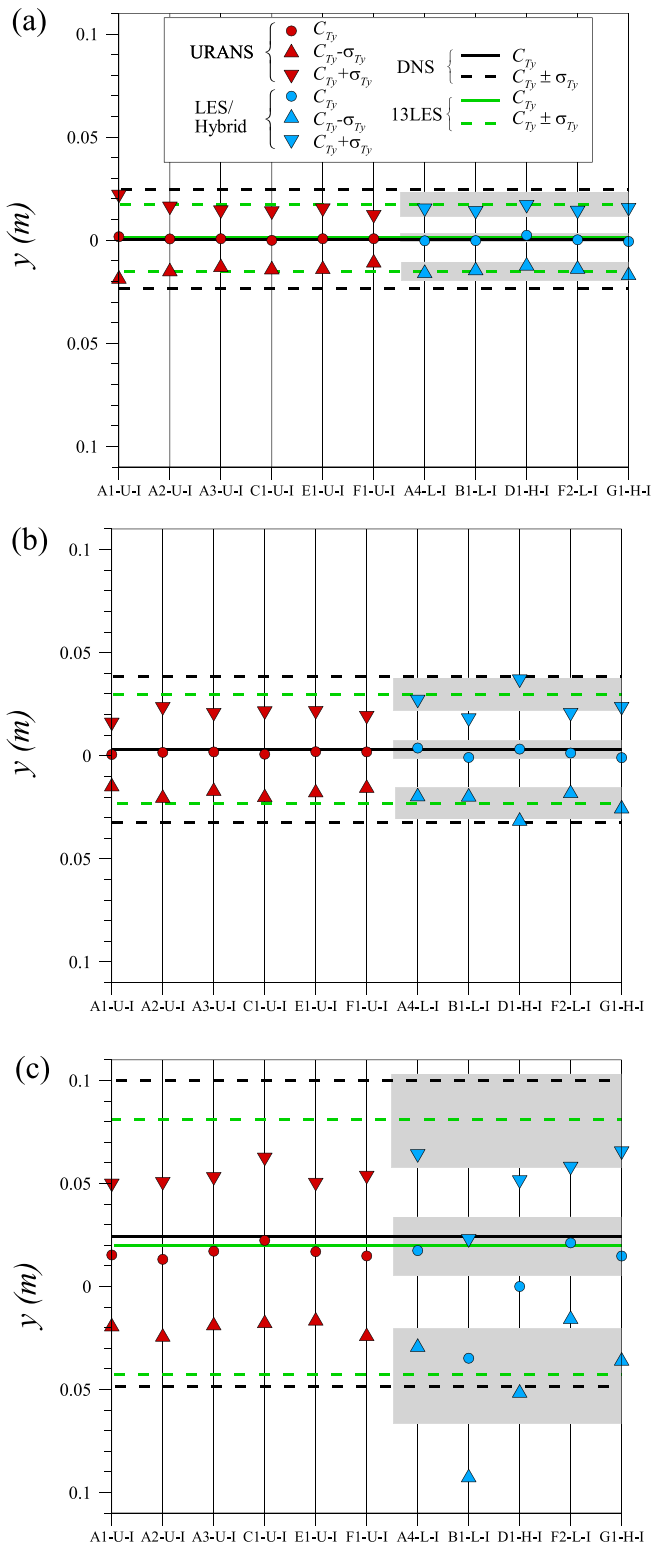 (a)
0.1
0.05
0
0.05
0.1
y (m)
URANS
C_Ty
C_Ty-σ_Ty
C_Ty+σ_Ty
LES/
Hybrid
C_Ty
C_Ty-σ_Ty
C_Ty+σ_Ty
DNS
C_Ty
C_Ty ± σ_Ty
13LES
C_Ty
C_Ty ± σ_Ty
A1-U-I A2-U-I A3-U-I C1-U-I E1-U-I F1-U-I A4-L-I B1-L-I D1-H-I F2-L-I G1-H-I
(b)
0.1
0.05
0
0.05
0.1
y (m)
A1-U-I A2-U-I A3-U-I C1-U-I E1-U-I F1-U-I A4-L-I B1-L-I D1-H-I F2-L-I G1-H-I
(c)
0.1
0.05
0
0.05
0.1
y (m)
A1-U-I A2-U-I A3-U-I C1-U-I E1-U-I F1-U-I A4-L-I B1-L-I D1-H-I F2-L-I G1-H-I